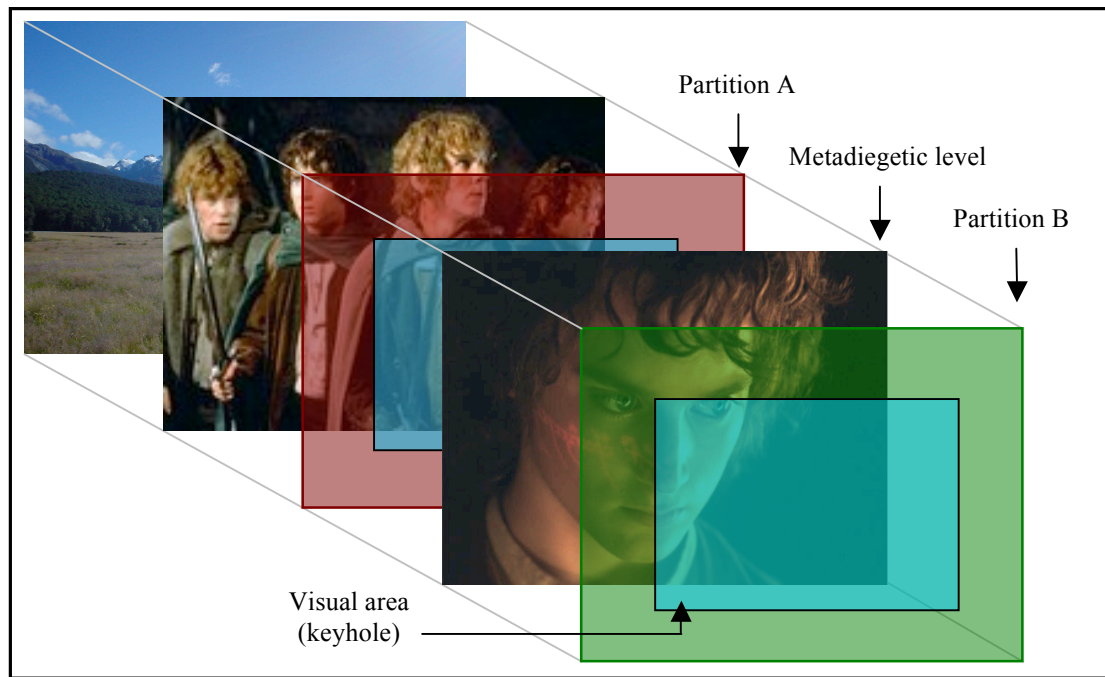 Partition A
Metadiegetic level
Partition B
Visual area
(keyhole)